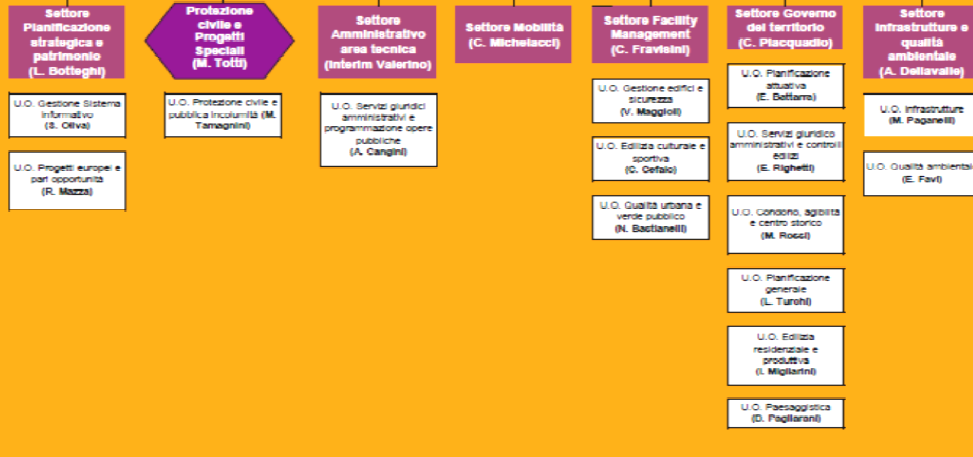 Settore
Pianificazione
strategica e
patrimonio
(L. Botteghi)
U.O. Gestione Sistema
Informativo
(S. Oliva)
U.O. Progetti europei e
pari opportunità
(R. Mazza)
Protezione
civile e
Progetti
Speciali
(M. Totti)
U.O. Protezione civile e
pubblica incolumità (M.
Tamagnini)
Settore
Amministrativo
area tecnica
(interim Valerino)
U.O. Servizi giuridici
amministrativi e
programmazione opere
pubbliche
(A. Cangini)
Settore Mobilità
(C. Michelacci)
Settore Facility
Management
(C. Fravisini)
U.O. Gestione edifici e
sicurezza
(V. Maggioli)
U.O. Edilizia culturale e
sportiva
(C. Cefalo)
U.O. Qualità urbana e
verde pubblico
(N. Bastianelli)
Settore Governo
del territorio
(C. Piacquadio)
U.O. Pianificazione
attuativa
(E. Battarra)
U.O. Servizi giuridico
amministrativi e controlli
edilizi
(E. Righetti)
U.O. Condono, agibilità
e centro storico
(M. Rossi)
U.O. Pianificazione
generale
(L. Turchi)
U.O. Edilizia
residenziale e
produttiva
(I. Migliarini)
U.O. Paesaggistica
(D. Pagliarani)
Settore
Infrastrutture e
qualità
ambientale
(A. Dellavalle)
U.O. Infrastrutture
(M. Paganelli)
U.O. Qualità ambientale
(E. Favi)